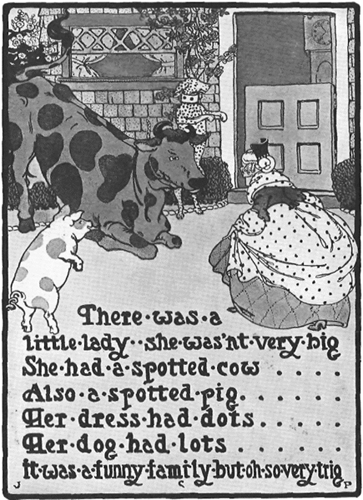 There·was·a
little·lady··she·was'nt·very·big
She·had·a·spotted·cow . . . . .
Also·a·spotted·pig. . . . .
Her·dress·had·dots. . . . . .
Her·dog·had·lots . . . . . .
it·was·a·funny·family·but·oh·so·very·trig
J C P